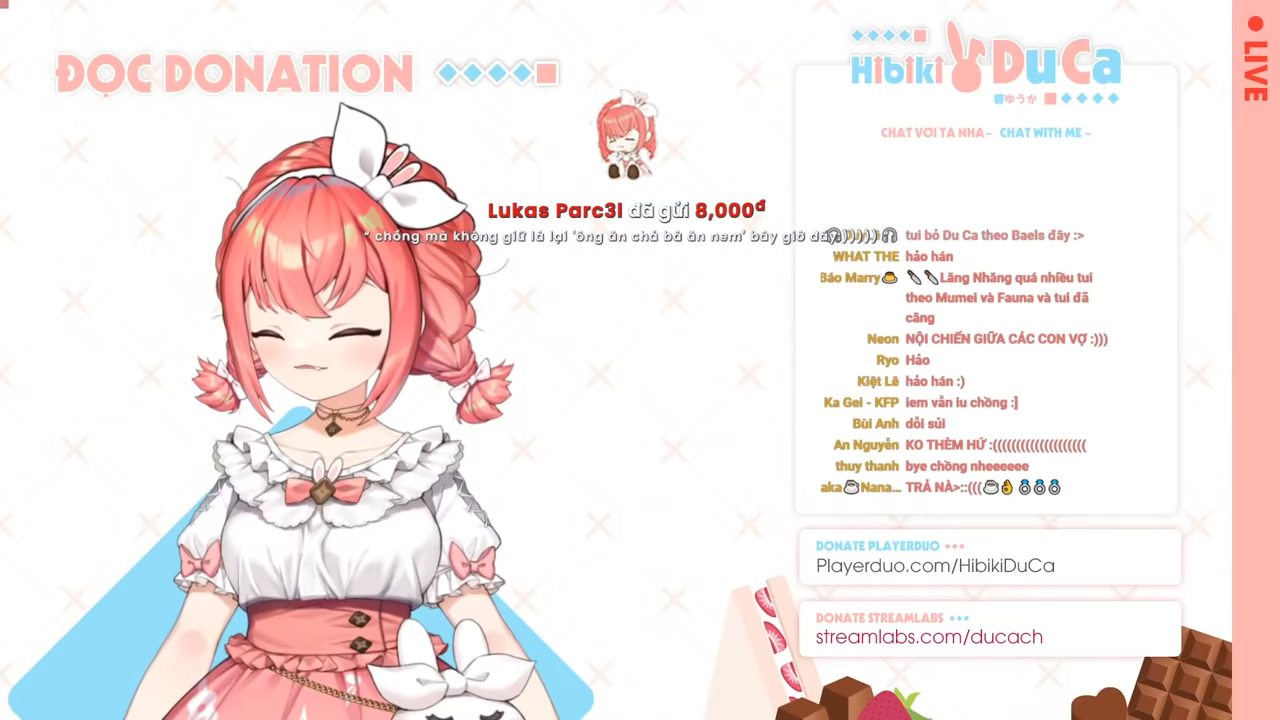 ĐỌC DONATION
Hibiki DuCa
ゆうか
LIVE
CHAT VOI TA NHA~ CHAT WITH ME ~
Lukas Parc3l đã gửi 8,000đ
" chồng mà không giữ là lại 'ông ăn chả bà ăn nem' bây giờ
tui bỏ Du Ca theo Baels đây :>
WHAT THE hảo hán
Báo Marry🍮 🔪🔪Lăng Nhăng quá nhiều tui
theo Mumei và Fauna và tui đã
căng
Neon NỘI CHIẾN GIỮA CÁC CON VỢ :)))
Ryo Hảo
Kiệt Lê hảo hán :)
Ka Gei - KFP iem vẫn iu chồng :]
Bùi Anh dỗi sủi
An Nguyễn KO THÈM HỨ :((((((((((((((((((((
thuy thanh bye chồng nheeeeee
aka Nana... TRẢ NÀ>::(((👌💍💍💍
DONATE PLAYERDUO
Playerduo.com/HibikiDuCa
DONATE STREAMLABS
streamlabs.com/ducach